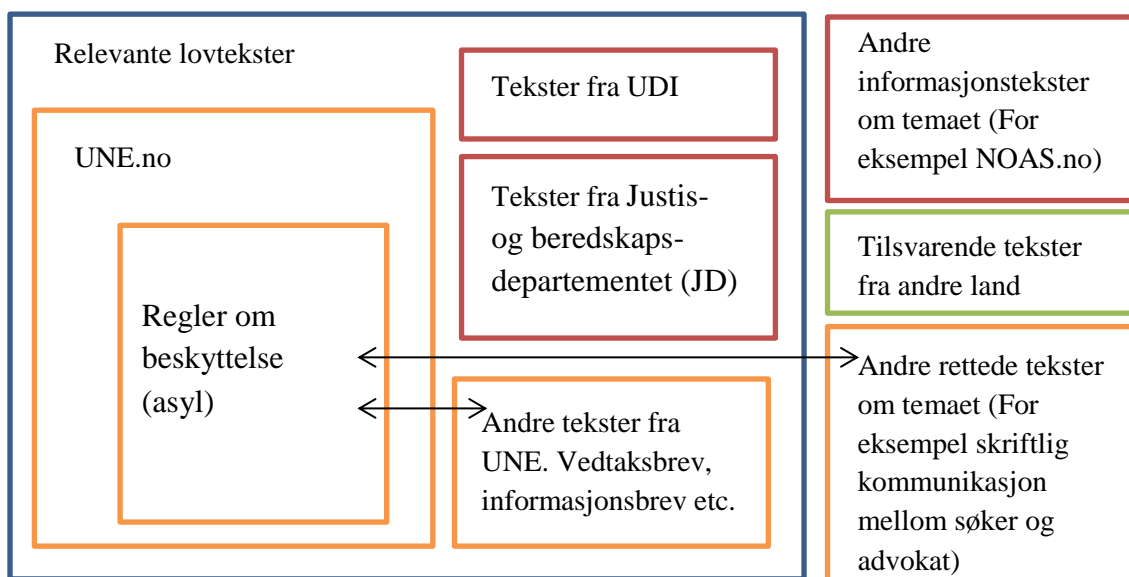 Relevante lovtekster
UNE.no
Regler om
beskyttelse
(asyl)
Tekster fra UDI
Tekster fra Justis-
og beredskaps-
departementet (JD)
Andre tekster fra
UNE. Vedtaksbrev,
informasjonsbrev etc.
Andre
informasjonstekster
om temaet (For
eksempel NOAS.no)
Tilsvarende tekster
fra andre land
Andre rettede tekster
om temaet (For
eksempel skriftlig
kommunikasjon
mellom søker og
advokat)